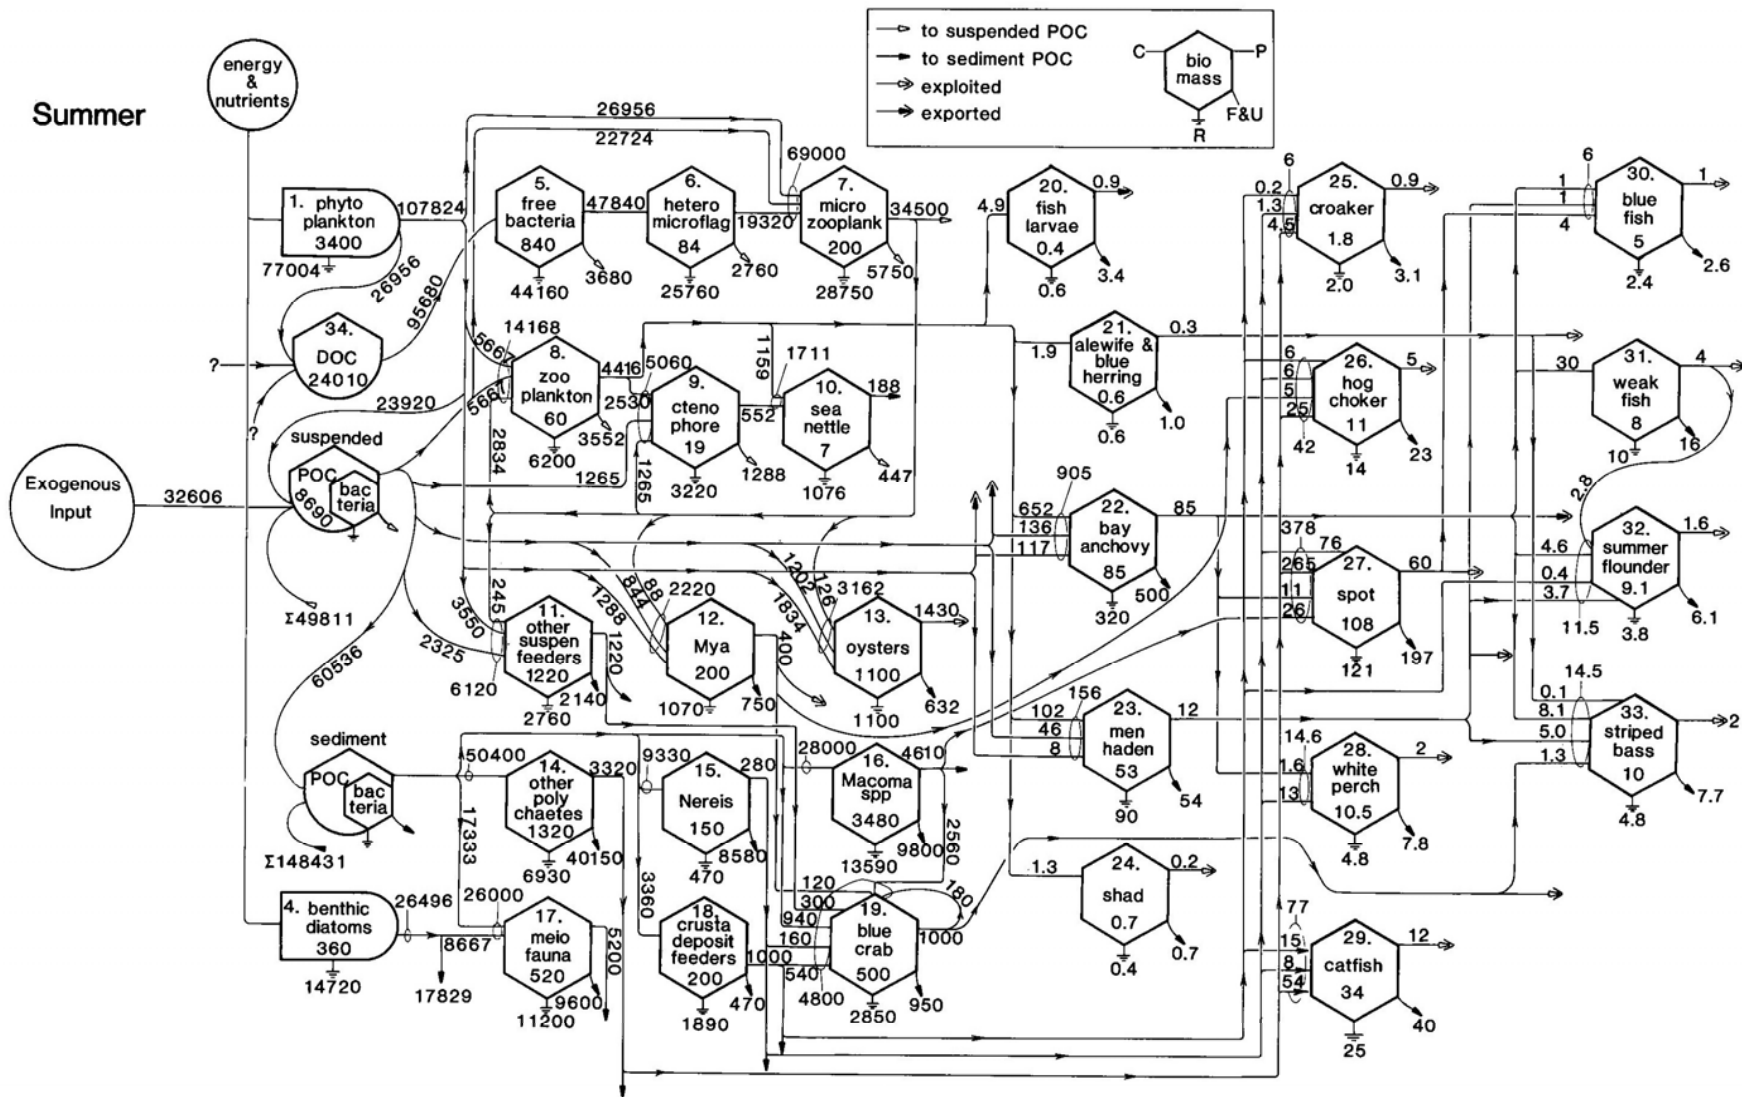 Summer
energy
&
nutrients
to suspended POC
to sediment POC
exploited
exported
C
bio
mass
P
F&U
R
26956
22724
69000
1. phyto
plankton
3400
107824
77004
26956
95680
5.
free
bacteria
840
47840
3680
44160
6.
hetero
microflag
84
19320
2760
25760
7.
micro
zooplank
200
34500
5750
28750
34.
DOC
24010
?
?
23920
14168
8.
zoo
plankton
60
4416
2530
3552
6200
2834
5060
9.
cteno
phore
19
552
1288
3220
1265
1265
1159
1711
10.
sea
nettle
7
188
447
1076
Exogenous
Input
32606
suspended
POC
8690
bac
teria
Σ49811
60536
2325
3550
245
6120
11.
other
suspen
feeders
1220
1220
2140
2760
88
844
1288
2220
12.
Mya
200
400
750
1070
1202
126
1834
3162
13.
oysters
1100
1430
632
1100
sediment
POC
bac
teria
Σ148431
50400
17333
14.
other
poly
chaetes
1320
3320
40150
6930
9330
15.
Nereis
150
280
8580
470
28000
16.
Macoma
spp
3480
4610
9800
13590
2560
4. benthic
diatoms
360
26496
14720
8667
17829
26000
17.
meio
fauna
520
5200
9600
11200
3360
18.
crusta
deposit
feeders
200
1000
470
1890
120
300
940
160
540
4800
19.
blue
crab
500
180
1000
950
2850
4.9
20.
fish
larvae
0.4
0.9
3.4
0.6
1.9
21.
alewife &
blue
herring
0.6
0.3
1.0
0.6
905
652
136
117
22.
bay
anchovy
85
85
500
320
156
102
46
8
23.
men
haden
53
12
54
90
1.3
24.
shad
0.7
0.2
0.7
0.4
6
0.2
1.3
4.5
25.
croaker
1.8
0.9
3.1
2.0
6
6
5
25
42
26.
hog
choker
11
5
23
14
378
76
265
11
26
27.
spot
108
60
197
121
14.6
1.6
13
28.
white
perch
10.5
2
7.8
4.8
77
15
8
54
29.
catfish
34
12
40
25
6
1
1
4
30.
blue
fish
5
1
2.6
2.4
30
31.
weak
fish
8
4
16
10
2.8
4.6
0.4
3.7
11.5
32.
summer
flounder
9.1
1.6
6.1
3.8
14.5
0.1
8.1
5.0
1.3
33.
striped
bass
10
2
7.7
4.8